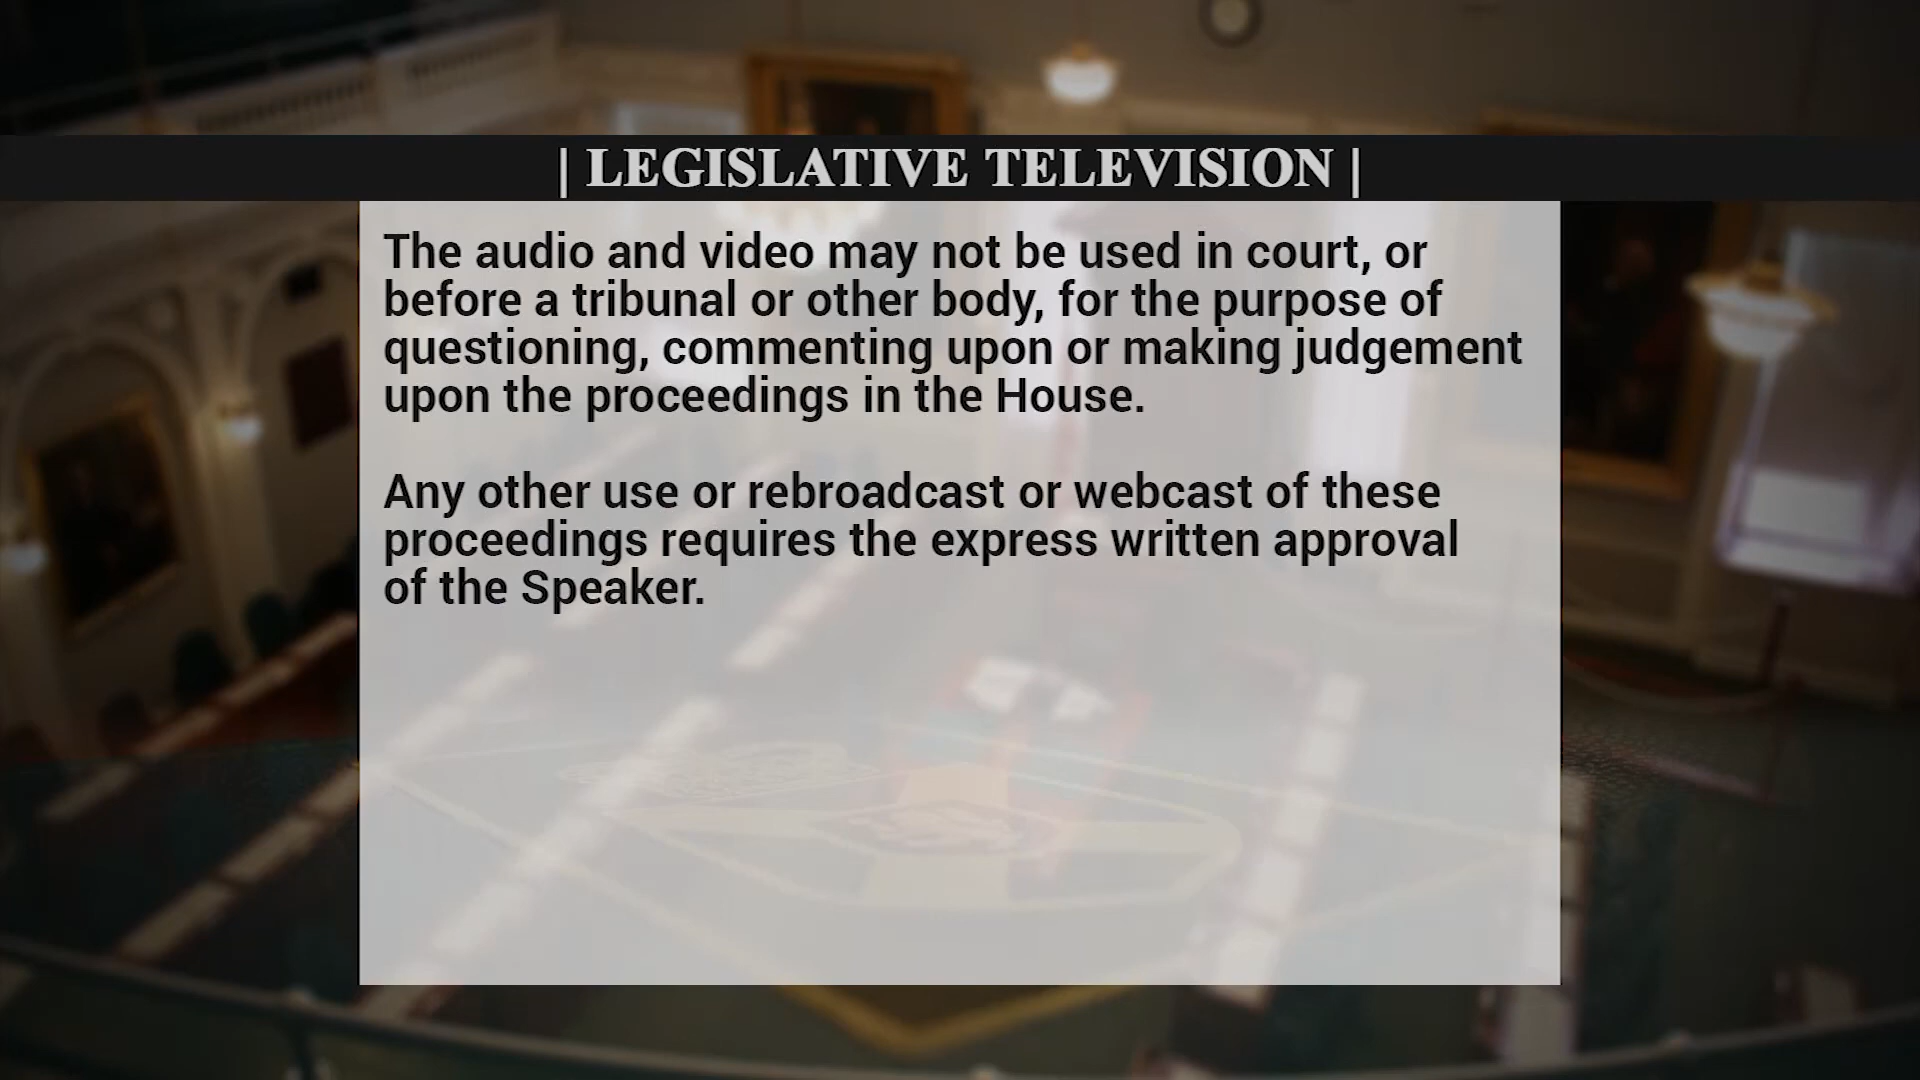 | LEGISLATIVE TELEVISION |
The audio and video may not be used in court, or
before a tribunal or other body, for the purpose of
questioning, commenting upon or making judgement
upon the proceedings in the House.
Any other use or rebroadcast or webcast of these
proceedings requires the express written approval
of the Speaker.